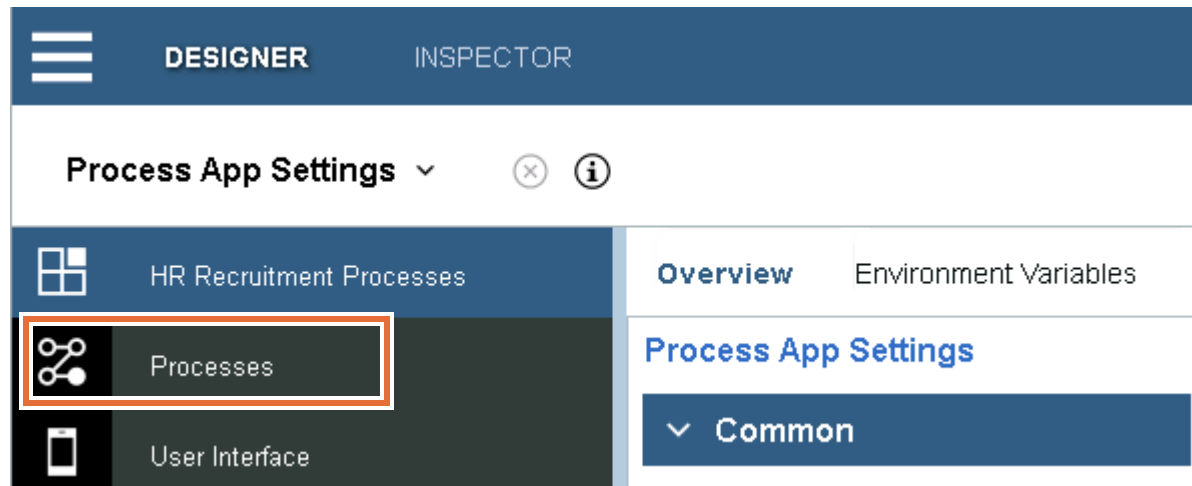 DESIGNER INSPECTOR
Process App Settings
HR Recruitment Processes
Overview Environment Variables
Processes
Process App Settings
Common
User Interface